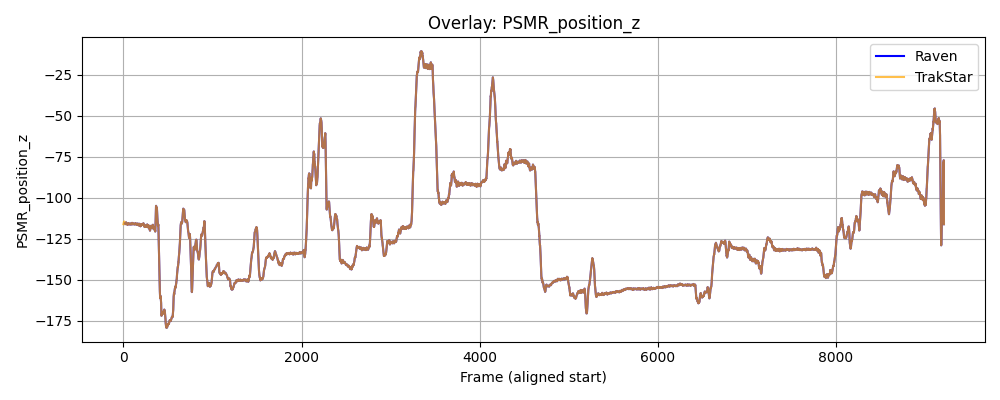 Overlay: PSMR_position_z
Raven
TrakStar
PSMR_position_z
−25
−50
−75
−100
−125
−150
−175
0 2000 4000 6000 8000
Frame (aligned start)